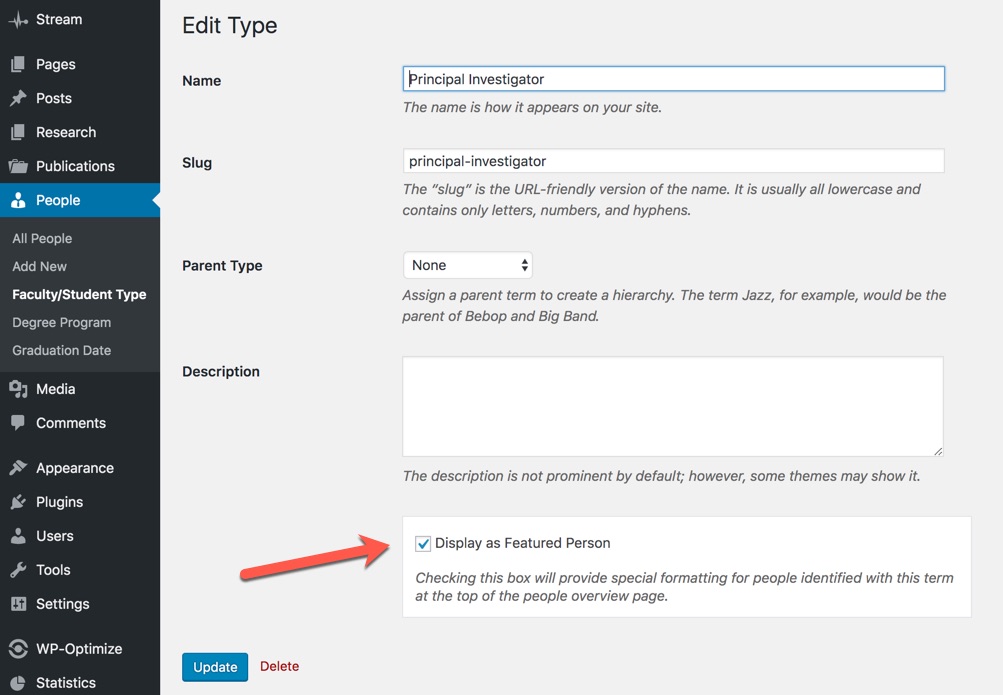 Stream
Pages
Posts
Research
Publications
People
All People
Add New
Faculty/Student Type
Degree Program
Graduation Date
Media
Comments
Appearance
Plugins
Users
Tools
Settings
WP-Optimize
Statistics
Edit Type
Name
Principal Investigator
The name is how it appears on your site.
Slug
principal-investigator
The “slug” is the URL-friendly version of the name. It is usually all lowercase and
contains only letters, numbers, and hyphens.
Parent Type
None
Assign a parent term to create a hierarchy. The term Jazz, for example, would be the
parent of Bebop and Big Band.
Description
The description is not prominent by default; however, some themes may show it.
Display as Featured Person
Checking this box will provide special formatting for people identified with this term
at the top of the people overview page.
Update
Delete